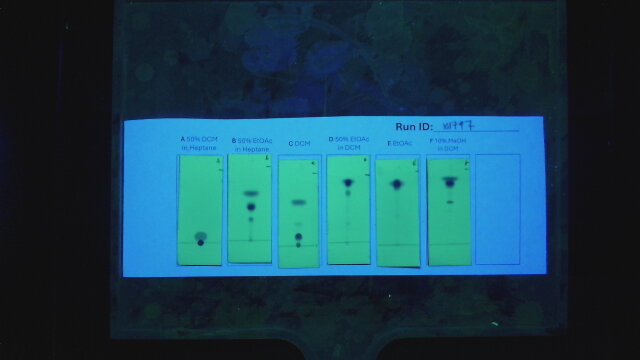 Run ID:
A 50% DCM
in Heptane
B 50% EtOAc
in Heptane
C DCM
D 50% EtOAc
in DCM
E EtOAc
F 10% MeOH
in DCM